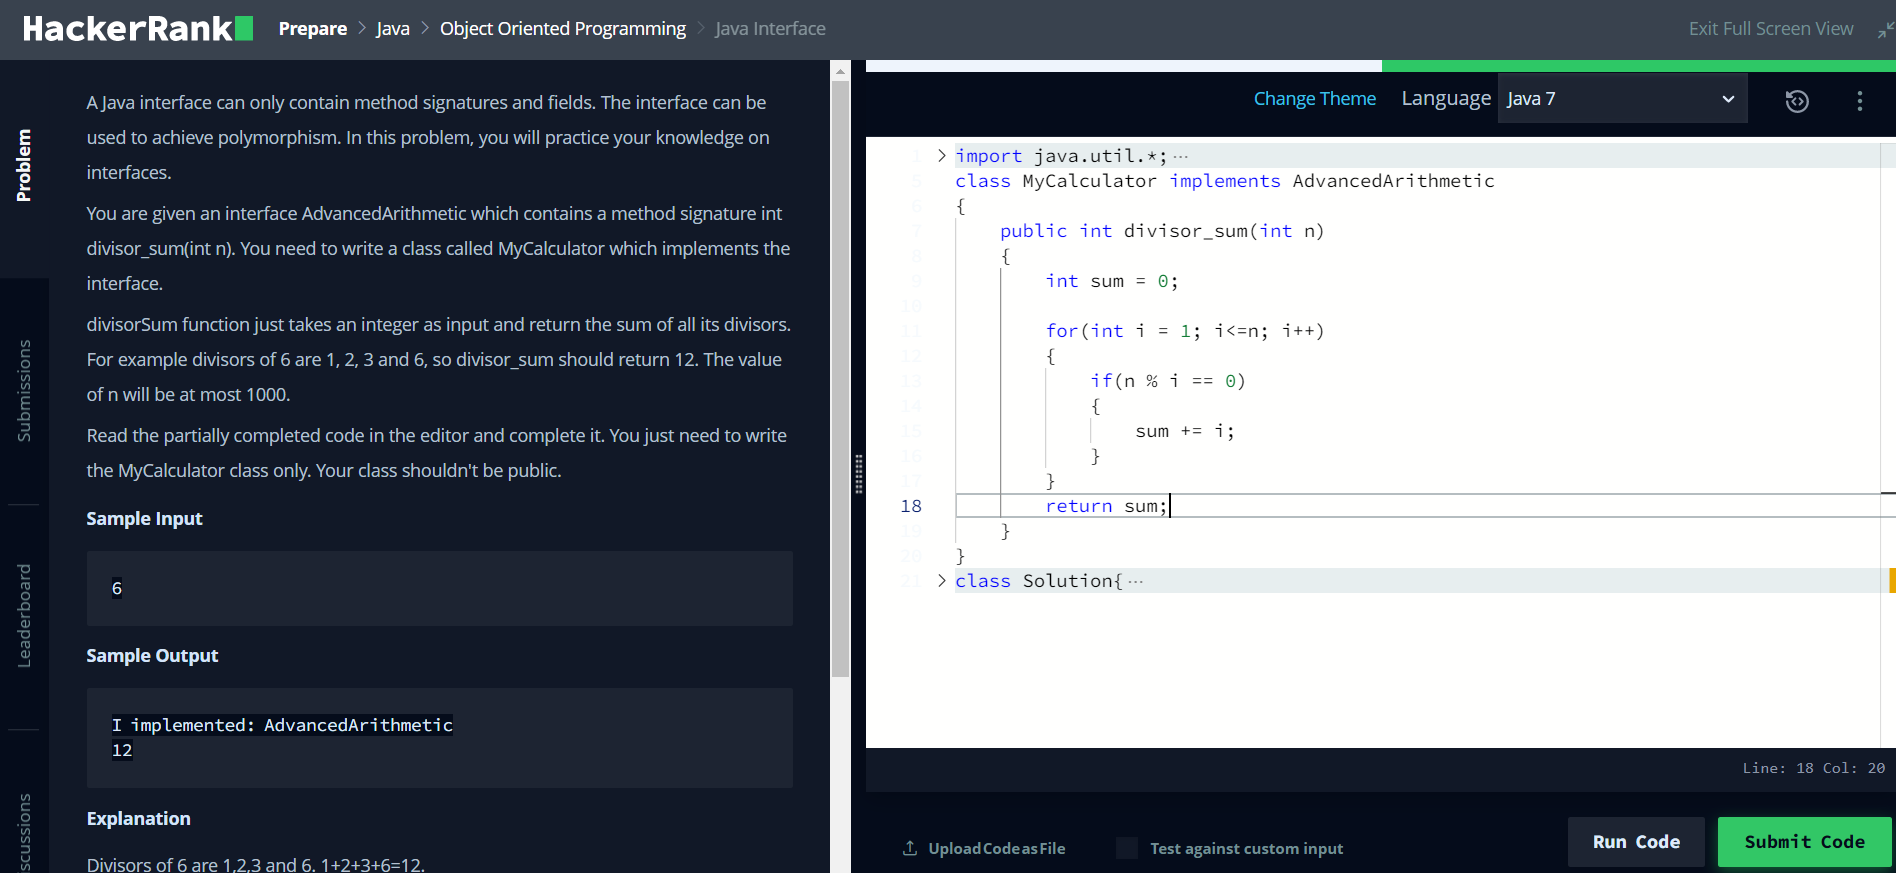 HackerRank
Prepare > Java > Object Oriented Programming > Java Interface
Exit Full Screen View
Problem
Submissions
Leaderboard
scussions
A Java interface can only contain method signatures and fields. The interface can be
used to achieve polymorphism. In this problem, you will practice your knowledge on
interfaces.
You are given an interface AdvancedArithmetic which contains a method signature int
divisor_sum(int n). You need to write a class called MyCalculator which implements the
interface.
divisorSum function just takes an integer as input and return the sum of all its divisors.
For example divisors of 6 are 1, 2, 3 and 6, so divisor_sum should return 12. The value
of n will be at most 1000.
Read the partially completed code in the editor and complete it. You just need to write
the MyCalculator class only. Your class shouldn't be public.
Sample Input
6
Sample Output
I implemented: AdvancedArithmetic
12
Explanation
Divisors of 6 are 1,2,3 and 6. 1+2+3+6=12.
Change Theme Language Java 7
1 > import java.util.*; ···
5 class MyCalculator implements AdvancedArithmetic
6 {
7 public int divisor_sum(int n)
8 {
9 int sum = 0;
10
11 for(int i = 1; i<=n; i++)
12 {
13 if(n % i == 0)
14 {
15 sum += i;
16 }
17 }
18 return sum;
19 }
20 }
21 > class Solution{ ···
Line: 18 Col: 20
Upload Code as File
Test against custom input
Run Code
Submit Code